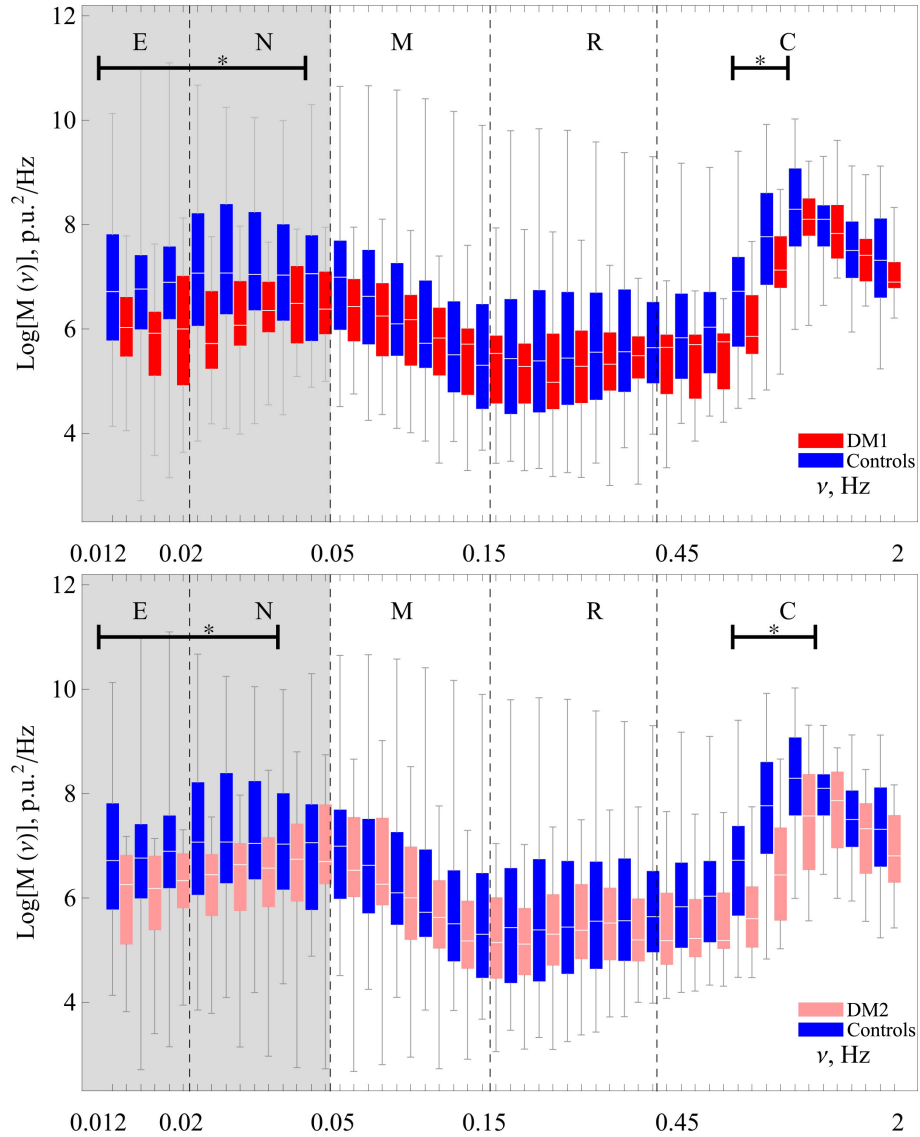 12
E N M R C
* *
10
8
6
4
Log[M (ν)], p.u.²/Hz
DM1
Controls
ν, Hz
0.012 0.02 0.05 0.15 0.45 2
12
E N M R C
* *
10
8
6
4
Log[M (ν)], p.u.²/Hz
DM2
Controls
ν, Hz
0.012 0.02 0.05 0.15 0.45 2